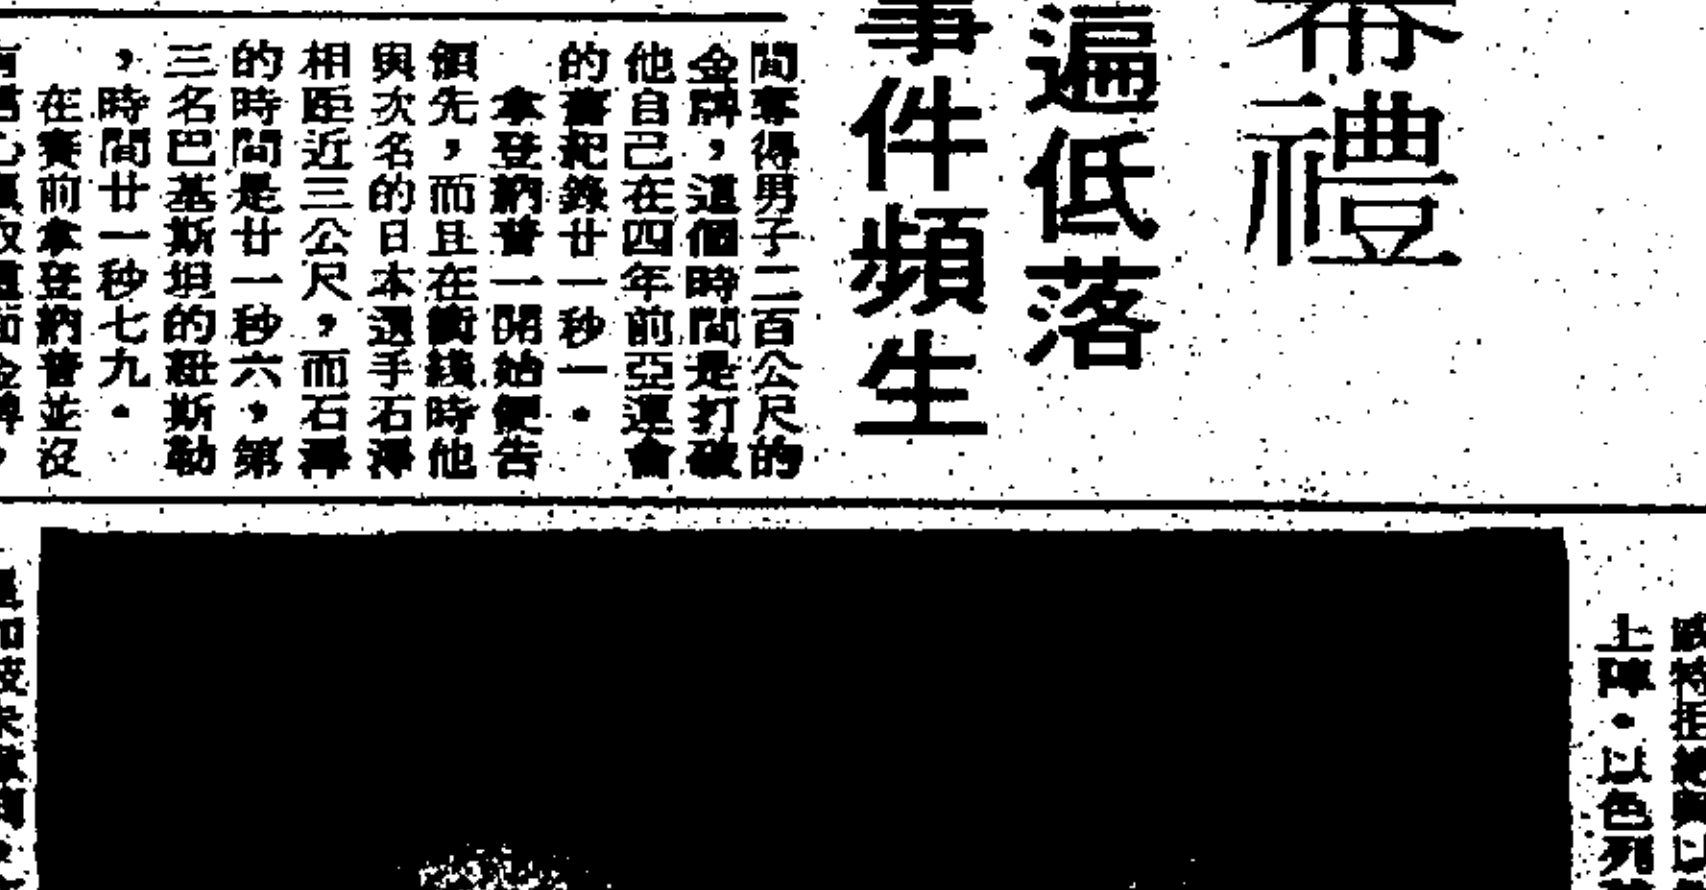 禮
遍低落
事件頻生
間奪得男子二百公尺的
金牌，這個時間是打破
他自己在四年前亞運會
的舊紀錄廿一秒一。
拿登納普一開始便告
領先，而且在衝綫時他
與次名的日本選手石澤
相距近三公尺，而石澤
的時間是廿一秒六，第
三名巴基斯坦的
斯勒
，時間廿一秒七九。
在賽前拿登納普並沒
上陣。以色列